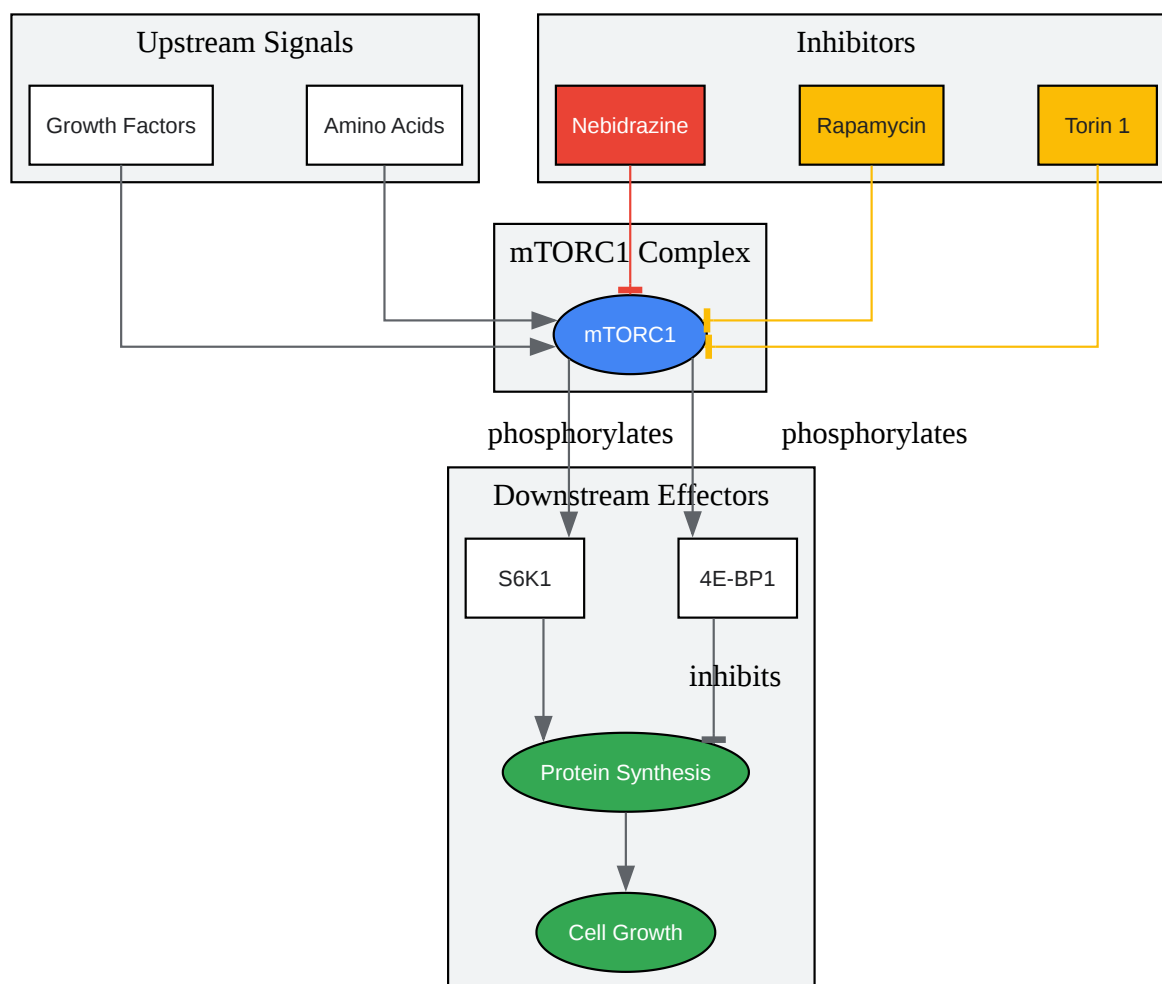 Upstream Signals
Inhibitors
Growth Factors
Amino Acids
Nebidrazine
Rapamycin
Torin 1
mTORC1 Complex
mTORC1
phosphorylates
phosphorylates
Downstream Effectors
S6K1
4E-BP1
inhibits
Protein Synthesis
Cell Growth